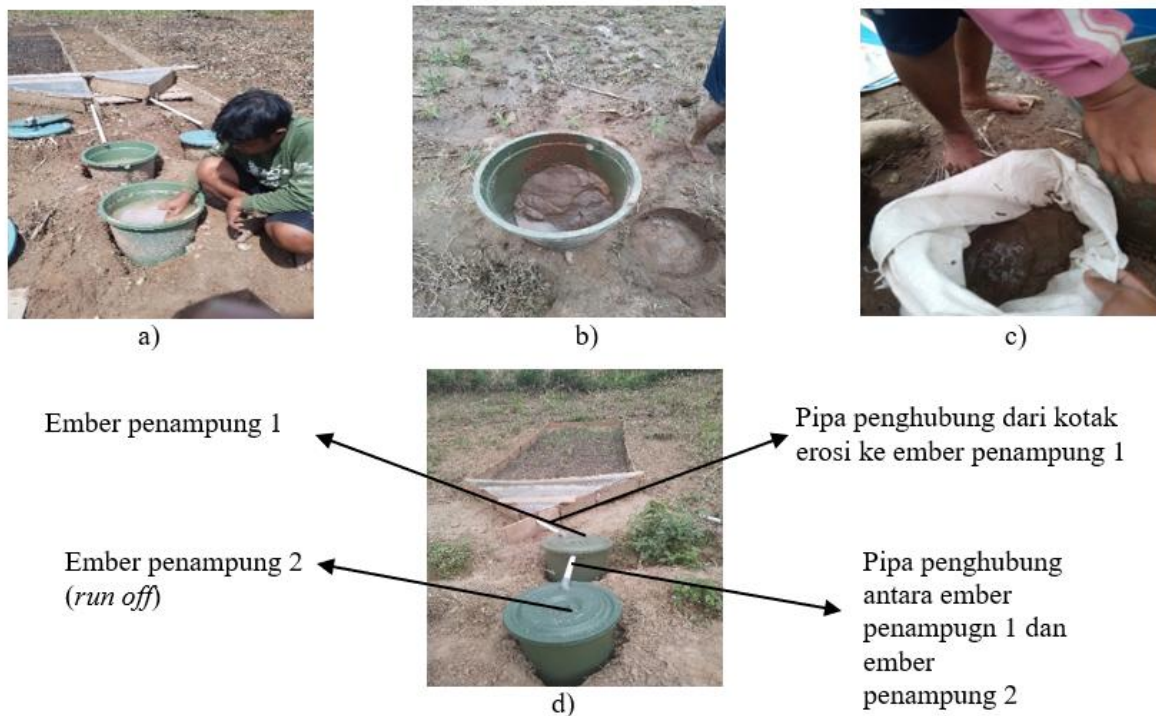 a)
b)
c)
Ember penampung 1
Pipa penghubung dari kotak
erosi ke ember penampung 1
Ember penampung 2
(run off)
Pipa penghubung
antara ember
penampugn 1 dan
ember
penampung 2
d)